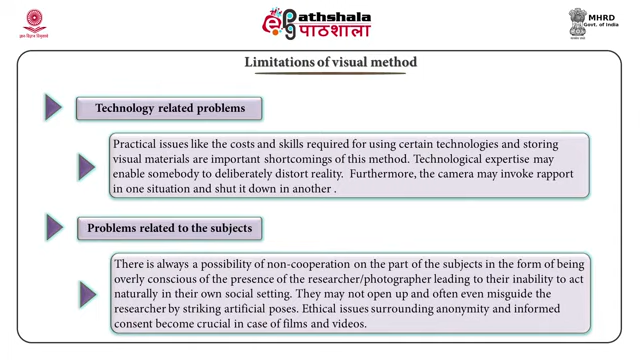 ePathshala
पाठशाला
MHRD
Govt. of India
Limitations of visual method
Technology related problems
Practical issues like the costs and skills required for using certain technologies and storing
visual materials are important shortcomings of this method. Technological expertise may
enable somebody to deliberately distort reality.  Furthermore, the camera may invoke rapport
in one situation and shut it down in another .
Problems related to the subjects
There is always a possibility of non-cooperation on the part of the subjects in the form of being
overly conscious of the presence of the researcher/photographer leading to their inability to act
naturally in their own social setting. They may not open up and often even misguide the
researcher by striking artificial poses. Ethical issues surrounding anonymity and informed
consent become crucial in case of films and videos.